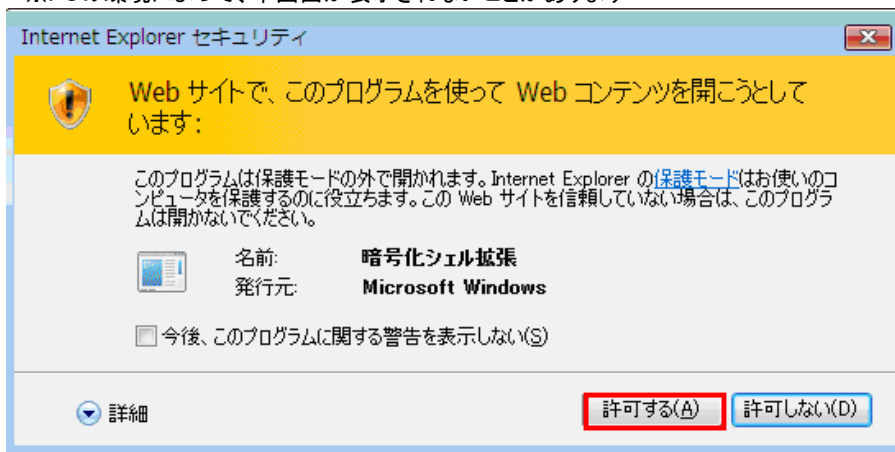 Internet Explorer セキュリティ
Web サイトで、このプログラムを使って Web コンテンツを開こうとして
います:
このプログラムは保護モードの外で開かれます。Internet Explorer の保護モードはお使いのコ
ンピュータを保護するのに役立ちます。この Web サイトを信頼していない場合は、このプログラ
ムは開かないでください。
名前: 暗号化シェル拡張
発行元: Microsoft Windows
今後、このプログラムに関する警告を表示しない(S)
詳細 許可する(A) 許可しない(D)